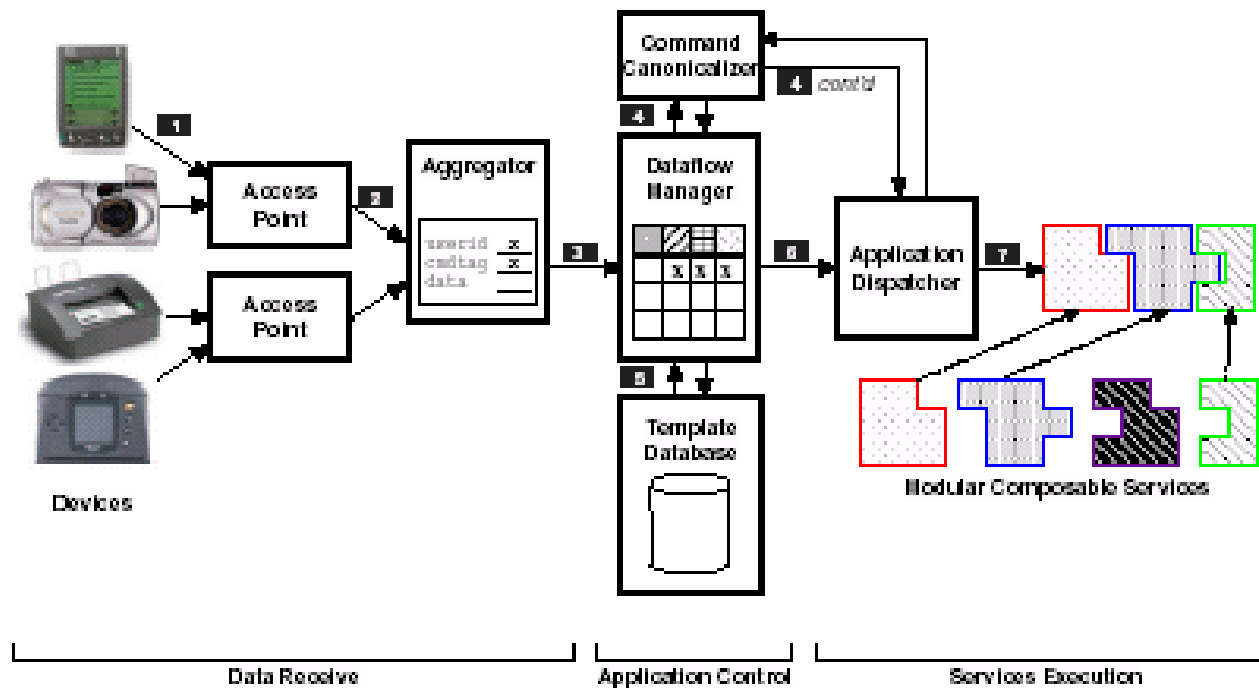 Command
Canonicalizer
4 cont'd
4
1
Aggregator
Dataflow
Manager
Access
Point
2
userid x
cmdtag x
data
3
x x x
6
Application
Dispatcher
7
Access
Point
5
Template
Database
Modular Composable Services
Devices
Data Receive
Application Control
Services Execution